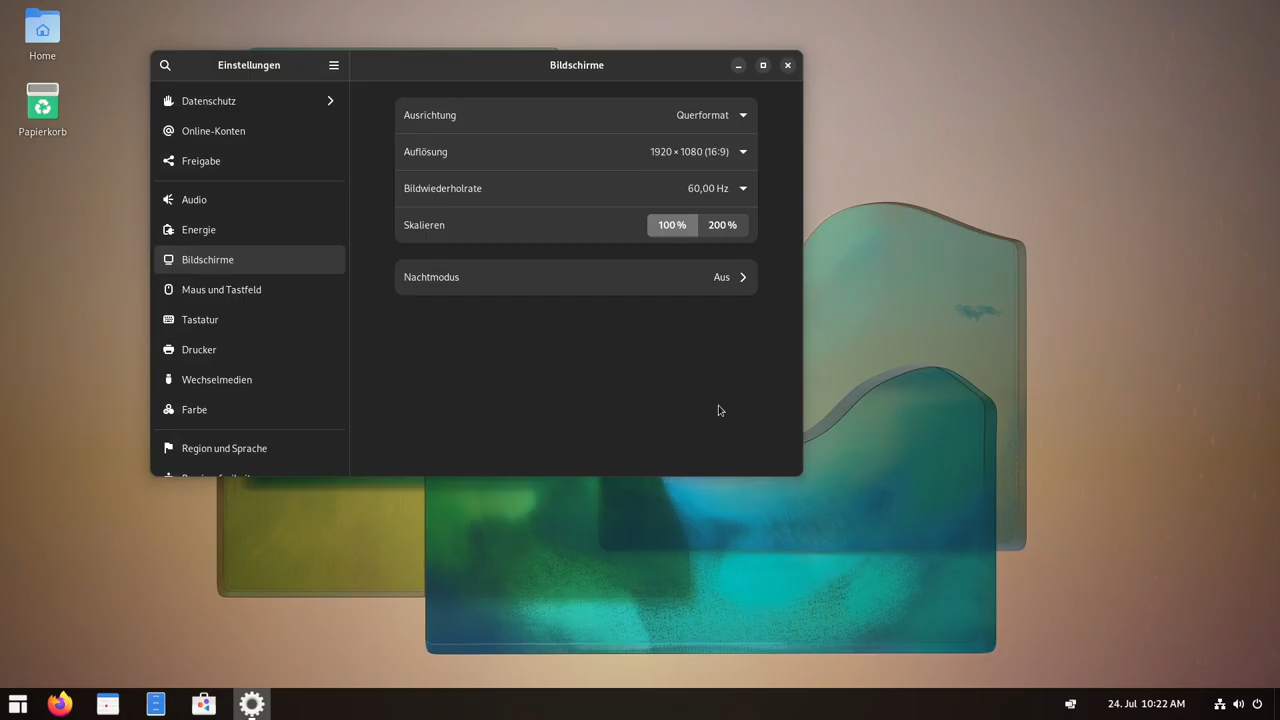 Home
Papierkorb
Einstellungen
Bildschirme
Datenschutz
Online-Konten
Freigabe
Audio
Energie
Bildschirme
Maus und Tastfeld
Tastatur
Drucker
Wechselmedien
Farbe
Region und Sprache
Ausrichtung Querformat
Auflösung 1920 × 1080 (16:9)
Bildwiederholrate 60,00 Hz
Skalieren 100 % 200 %
Nachtmodus Aus
24. Jul 10:22 AM